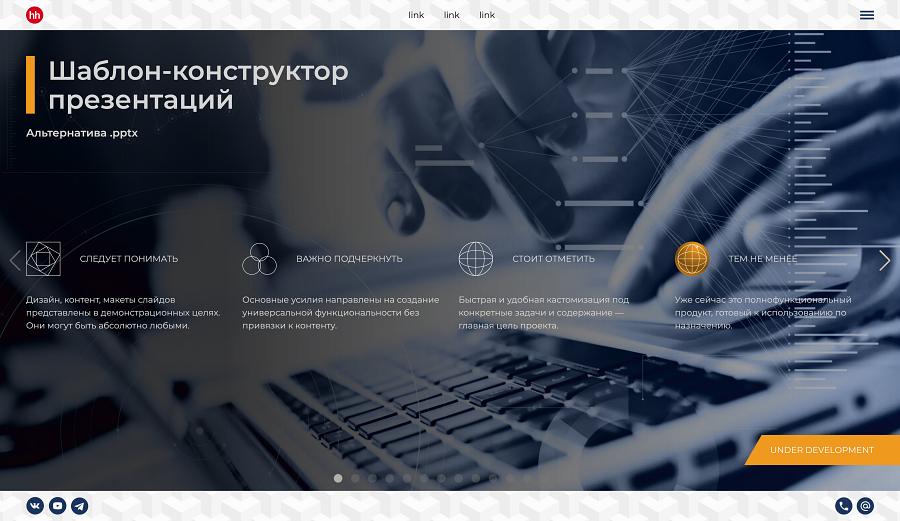 hh
link link link
Шаблон-конструктор
презентаций
Альтернатива .pptx
СЛЕДУЕТ ПОНИМАТЬ
Дизайн, контент, макеты слайдов
представлены в демонстрационных целях.
Они могут быть абсолютно любыми.
ВАЖНО ПОДЧЕРКНУТЬ
Основные усилия направлены на создание
универсальной функциональности без
привязки к контенту.
СТОИТ ОТМЕТИТЬ
Быстрая и удобная кастомизация под
конкретные задачи и содержание —
главная цель проекта.
ТЕМ НЕ МЕНЕЕ
Уже сейчас это полнофункциональный
продукт, готовый к использованию по
назначению.
UNDER DEVELOPMENT